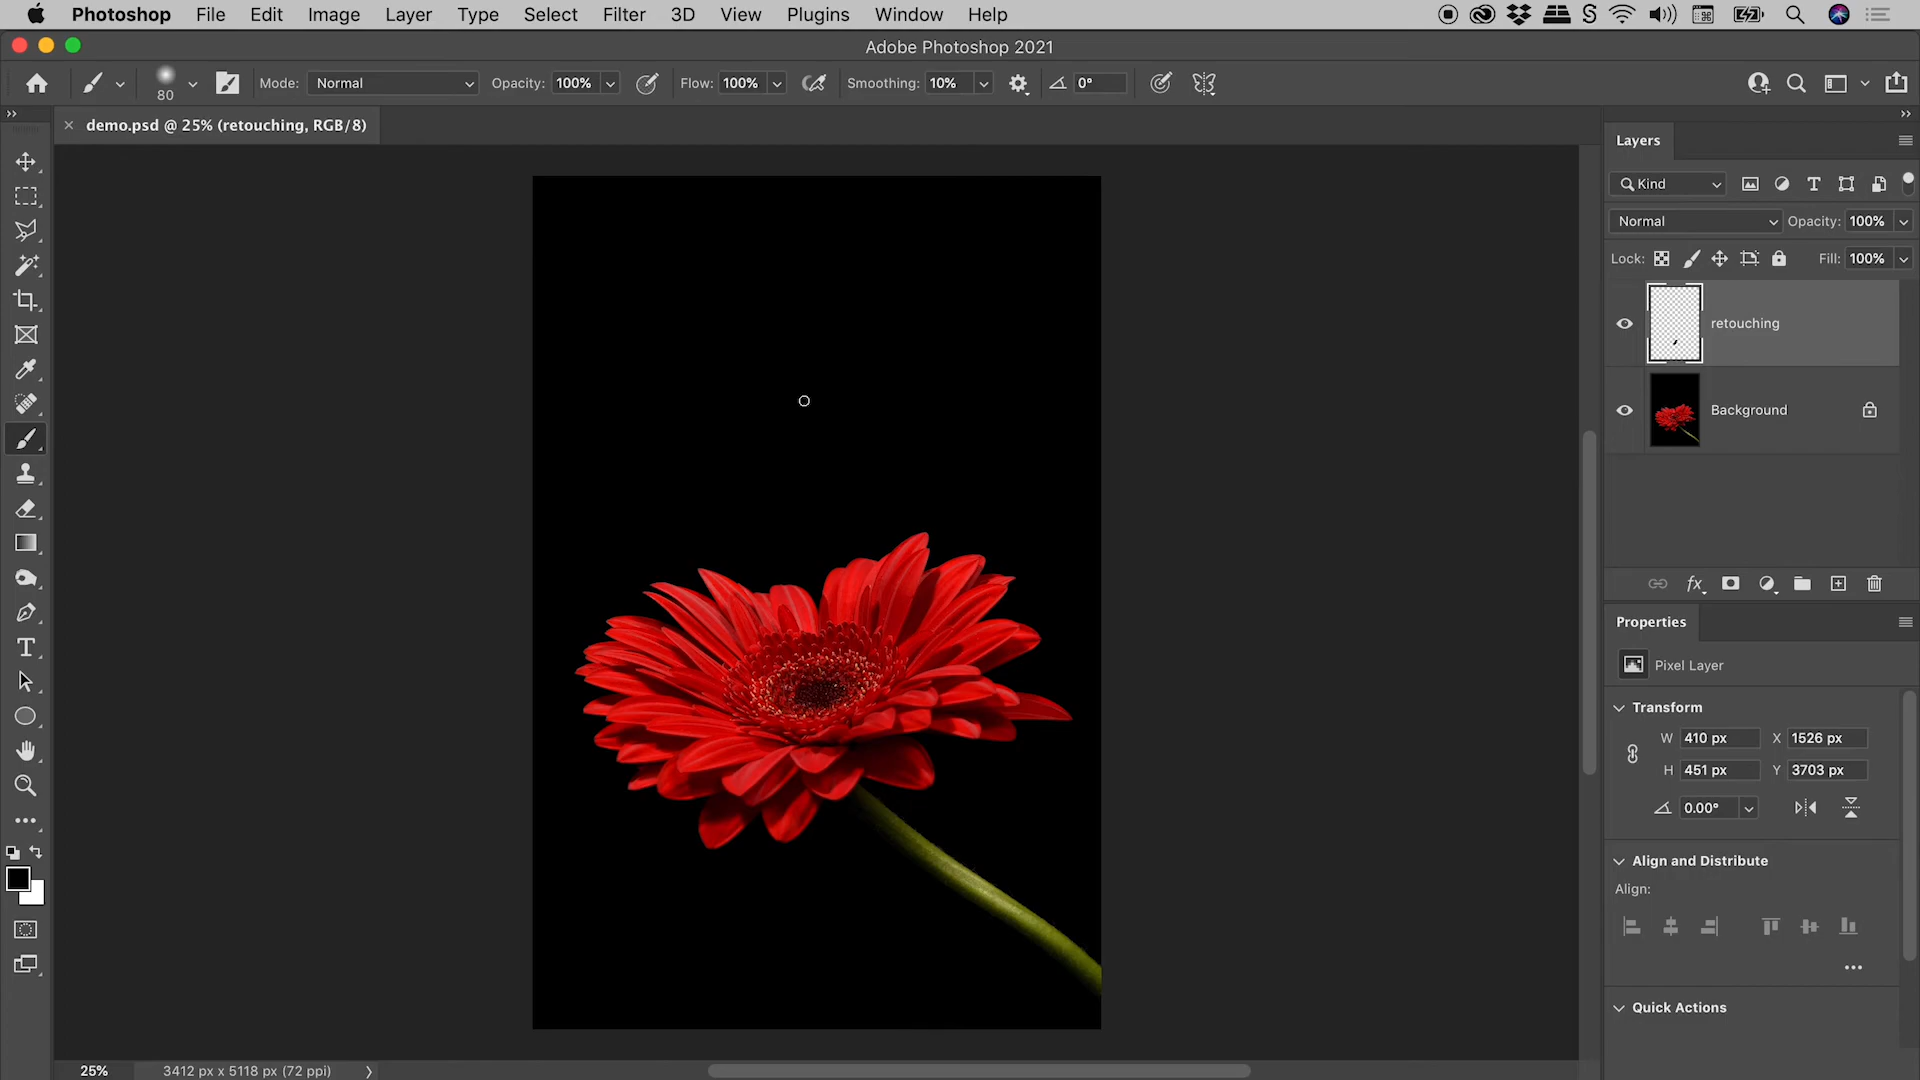 Photoshop File Edit Image Layer Type Select Filter 3D View Plugins Window Help
Adobe Photoshop 2021
80 Mode: Normal Opacity: 100% Flow: 100% Smoothing: 10% 0°
demo.psd @ 25% (retouching, RGB/8)
Layers
Kind
Normal Opacity: 100%
Lock: Fill: 100%
retouching
Background
fx
Properties
Pixel Layer
Transform
W 410 px X 1526 px
H 451 px Y 3703 px
0.00°
Align and Distribute
Align:
Quick Actions
25% 3412 px x 5118 px (72 ppi)